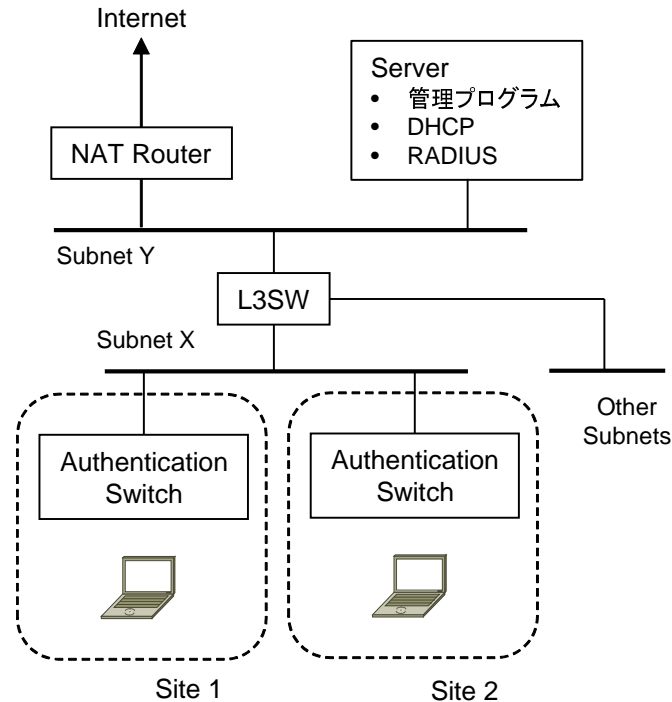 Internet
NAT Router
Server
• 管理プログラム
• DHCP
• RADIUS
Subnet Y
L3SW
Subnet X
Other
Subnets
Authentication
Switch
Authentication
Switch
Site 1
Site 2